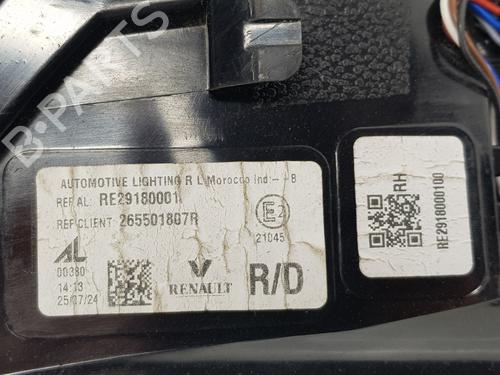 B-PARTS
AUTOMOTIVE LIGHTING R L Morocco Ind:- -B
REF AL: RE29180001
REF CLIENT: 265501807R
E2
21045
AL
00380
14:13
25/07/24
RENAULT
R/D
RH
RE2918000100